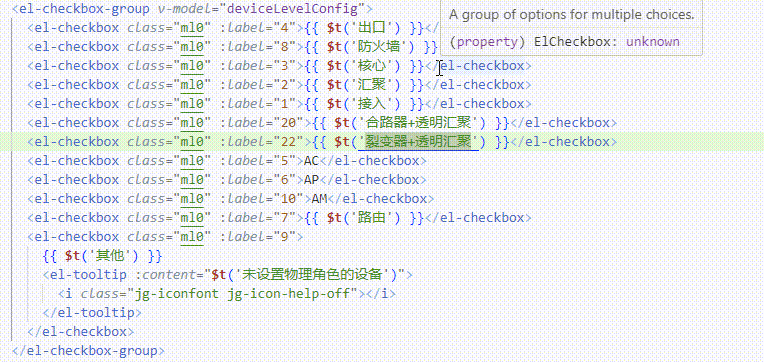 <el-checkbox-group v-model="deviceLevelConfig">
<el-checkbox class="ml0" :label="4">{{ $t('出口') }}</
<el-checkbox class="ml0" :label="8">{{ $t('防火墙') }}
<el-checkbox class="ml0" :label="3">{{ $t('核心') }}</el-checkbox>
<el-checkbox class="ml0" :label="2">{{ $t('汇聚') }}</el-checkbox>
<el-checkbox class="ml0" :label="1">{{ $t('接入') }}</el-checkbox>
<el-checkbox class="ml0" :label="20">{{ $t('合路器+透明汇聚') }}</el-checkbox>
<el-checkbox class="ml0" :label="22">{{ $t('裂变器+透明汇聚') }}</el-checkbox>
<el-checkbox class="ml0" :label="5">AC</el-checkbox>
<el-checkbox class="ml0" :label="6">AP</el-checkbox>
<el-checkbox class="ml0" :label="10">AM</el-checkbox>
<el-checkbox class="ml0" :label="7">{{ $t('路由') }}</el-checkbox>
<el-checkbox class="ml0" :label="9">
{{ $t('其他') }}
<el-tooltip :content="$t('未设置物理角色的设备')">
<i class="jg-iconfont jg-icon-help-off"></i>
</el-tooltip>
</el-checkbox>
</el-checkbox-group>
A group of options for multiple choices.
(property) ElCheckbox: unknown